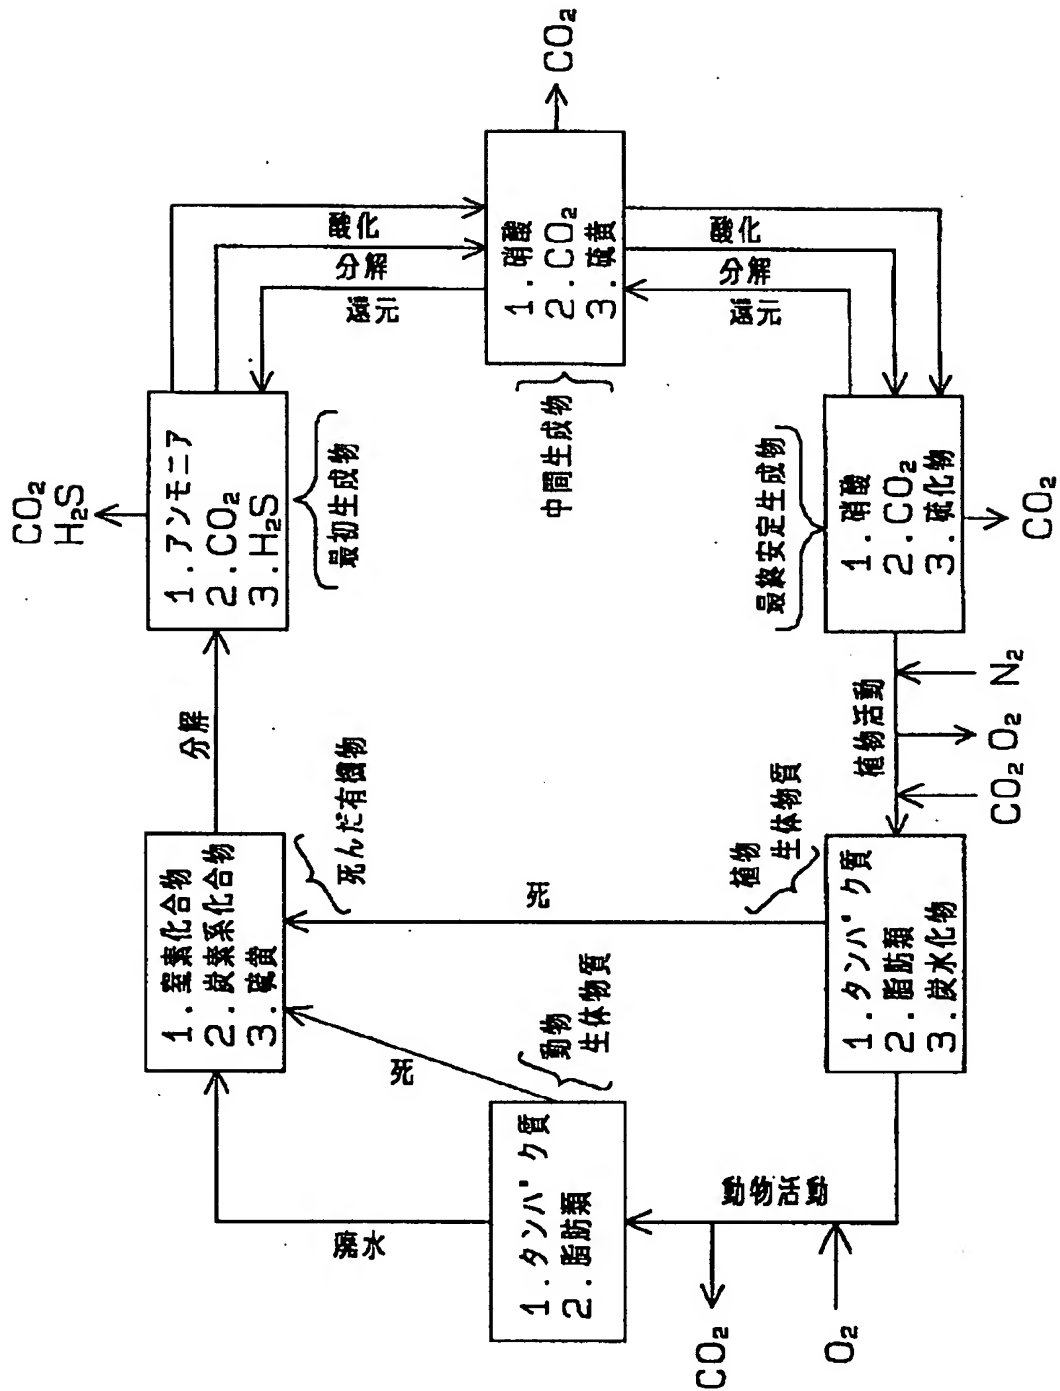 CO₂
H₂S
1.アンモニア
2.CO₂
3.H₂S
最初生成物
酸化
分解
還元
1.硝酸
2.CO₂
3.硫黄
中間生成物
CO₂
酸化
分解
還元
1.硝酸
2.CO₂
3.硫化物
最終安定生成物
CO₂
植物活動
N₂
O₂
CO₂
1.タンパク質
2.脂肪類
3.炭水化物
植物
生体物質
死
動物活動
O₂
CO₂
1.タンパク質
2.脂肪類
動物
生体物質
死
廃水
1.窒素化合物
2.炭素系化合物
3.硫黄
死んだ有機物
分解